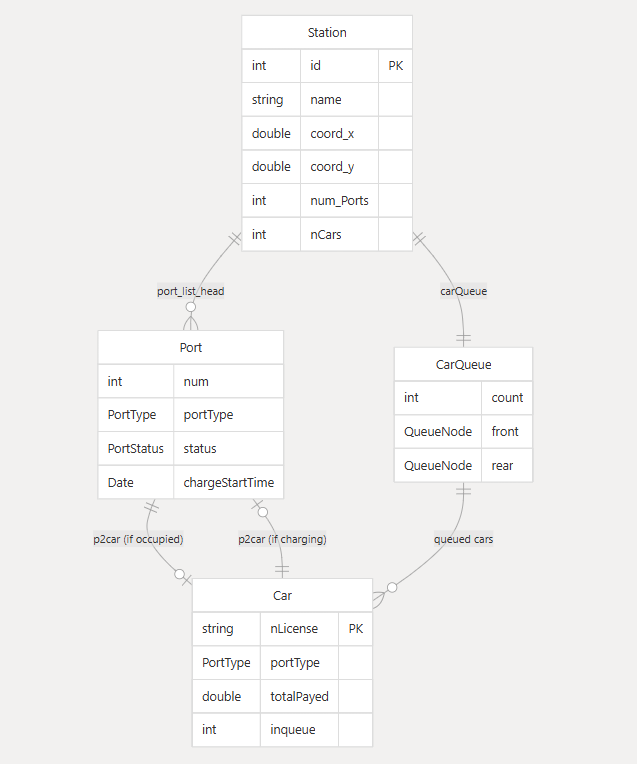 Station
int id PK
string name
double coord_x
double coord_y
int num_Ports
int nCars
port_list_head
carQueue
Port
int num
PortType portType
PortStatus status
Date chargeStartTime
CarQueue
int count
QueueNode front
QueueNode rear
p2car (if occupied)
p2car (if charging)
queued cars
Car
string nLicense PK
PortType portType
double totalPayed
int inqueue